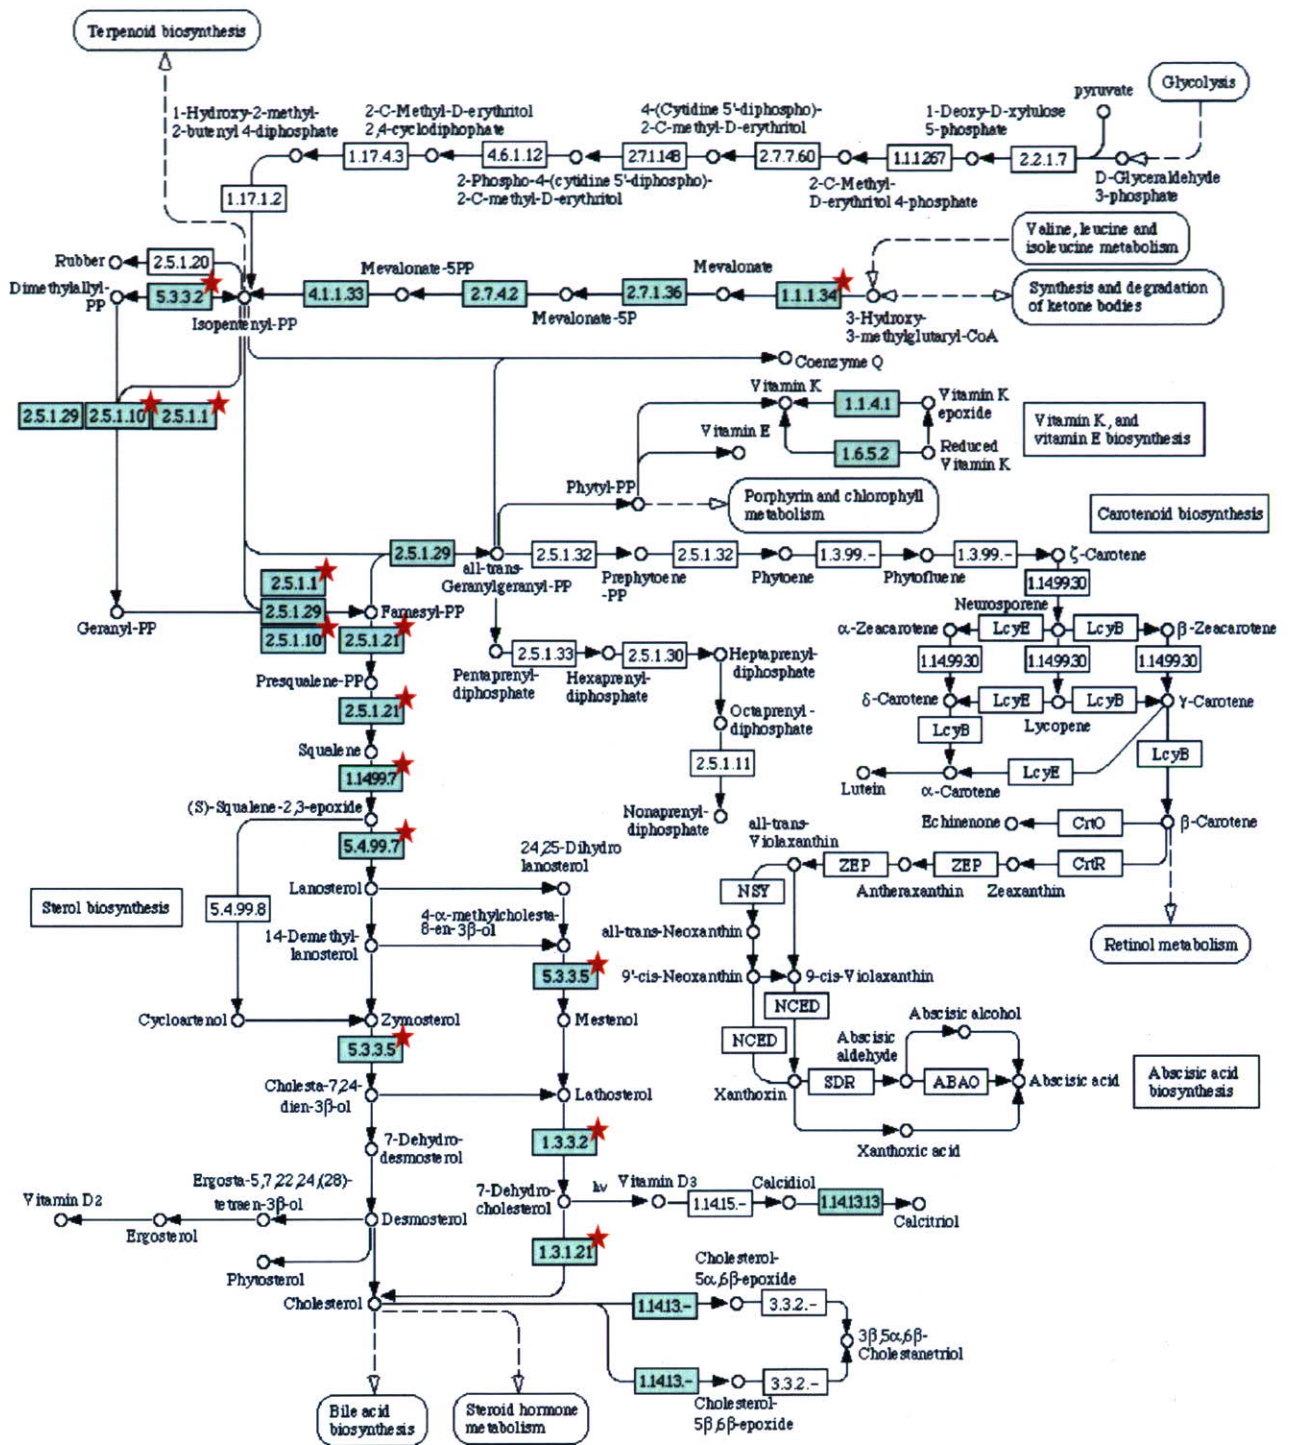 Terpenoid biosynthesis
Glycolysis
pyruvate
1-Hydroxy-2-methyl-
2-butenyl 4-diphosphate
2-C-Methyl-D-erythritol
2,4-cyclodiphophate
4-(Cytidine 5'-diphospho)-
2-C-methyl-D-erythritol
1-Deoxy-D-xylulose
5-phosphate
1.17.4.3
4.6.1.12
2.7.1.148
2.7.7.60
1.1.1267
2.2.1.7
2-Phospho-4-(cytidine 5'-diphospho)-
2-C-methyl-D-erythritol
2-C-Methyl-
D-erythritol 4-phosphate
D-Glyceraldehyde
3-phosphate
1.17.1.2
Valine, leucine and
isoleucine metabolism
Rubber
2.5.1.20
Mevalonate-5PP
Mevalonate
Dimethylallyl-
PP
5.3.3.2
4.1.1.33
2.7.4.2
2.7.1.36
1.1.1.34
Synthesis and degradation
of ketone bodies
Isopentenyl-PP
Mevalonate-5P
3-Hydroxy-
3-methylglutaryl-CoA
Coenzyme Q
Vitamin K
1.1.4.1
Vitamin K
epoxide
2.5.1.29
2.5.1.10
2.5.1.1
Vitamin K, and
vitamin E biosynthesis
Vitamin E
1.6.5.2
Reduced
Vitamin K
Phytyl-PP
Porphyrin and chlorophyll
metabolism
Carotenoid biosynthesis
2.5.1.29
2.5.1.32
2.5.1.32
1.3.99.-
1.3.99.-
ζ-Carotene
all-trans-
Geranylgeranyl-PP
Prephytoene
-PP
Phytoene
Phytofluene
1.14.99.30
2.5.1.1
2.5.1.29
2.5.1.10
Geranyl-PP
Farnesyl-PP
Neurosporene
α-Zeacarotene
LcyE
LcyB
β-Zeacarotene
2.5.1.21
2.5.1.33
2.5.1.30
Heptaprenyl-
diphosphate
1.14.99.30
1.14.99.30
1.14.99.30
Pentaprenyl-
diphosphate
Hexaprenyl-
diphosphate
Presqualene-PP
δ-Carotene
LcyE
LcyB
γ-Carotene
2.5.1.21
Octaprenyl-
diphosphate
Lycopene
LcyB
Squalene
2.5.1.11
LcyB
1.1499.7
Lutein
α-Carotene
LcyE
(S)-Squalene-2,3-epoxide
Nonaprenyl-
diphosphate
all-trans-
Violaxanthin
Echinenone
CrtO
β-Carotene
5.4.99.7
24,25-Dihydro
lanosterol
ZEP
ZEP
CrtR
Antheraxanthin
Zeaxanthin
Lanosterol
NSY
Sterol biosynthesis
5.4.99.8
4-α-methylcholesta-
8-en-3β-ol
14-Demethyl-
lanosterol
all-trans-Neoxanthin
Retinol metabolism
5.3.3.5
9'-cis-Neoxanthin
9-cis-Violaxanthin
NCED
Cycloartenol
Zymosterol
Mestenol
Abscisic alcohol
5.3.3.5
NCED
Abscisic
aldehyde
Cholesta-7,24-
dien-3β-ol
Lathosterol
Xanthoxin
SDR
ABAO
Abscisic acid
Abscisic acid
biosynthesis
7-Dehydro-
desmosterol
1.3.3.2
Xanthoxic acid
Ergosta-5,7,22,24,(28)-
tetraen-3β-ol
Vitamin D2
7-Dehydro-
cholesterol
hv
Vitamin D3
1.14.15.-
Calcidiol
1.14.13.13
Calcitriol
Ergosterol
Desmosterol
1.3.1.21
Phytosterol
Cholesterol-
5α,6β-epoxide
Cholesterol
1.14.13.-
3.3.2.-
3β,5α,6β-
Cholestanetriol
1.14.13.-
3.3.2.-
Cholesterol-
5β,6β-epoxide
Bile acid
biosynthesis
Steroid hormone
metabolism